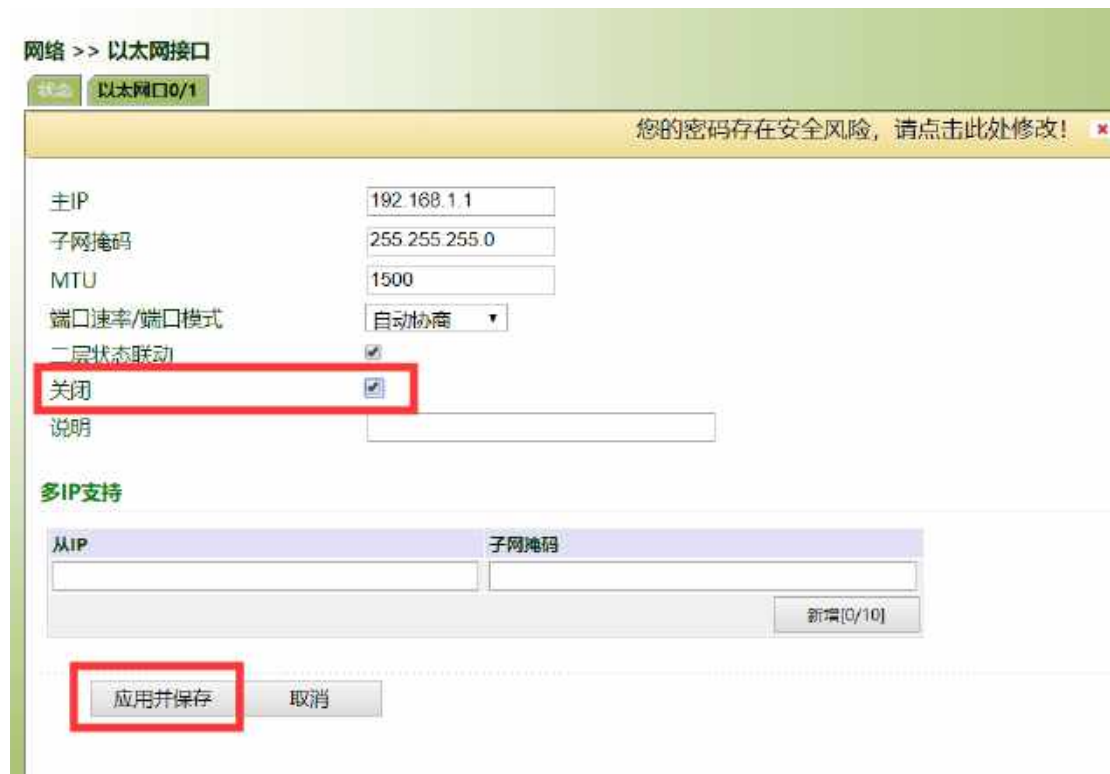 网络 >> 以太网接口
状态 以太网口0/1
您的密码存在安全风险，请点击此处修改！
主IP 192.168.1.1
子网掩码 255.255.255.0
MTU 1500
端口速率/端口模式 自动协商
二层状态联动
关闭
说明
多IP支持
从IP 子网掩码
新增[0/10]
应用并保存 取消